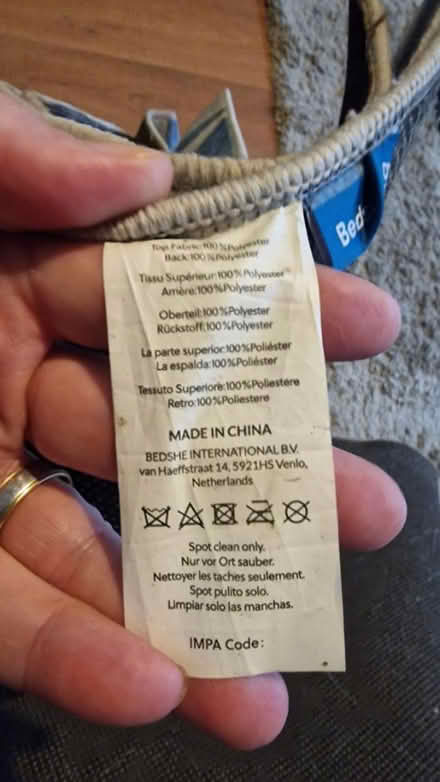 Top Fabric:100%Polyester
Back:100%Polyester
Tissu Supérieur:100%Polyester
Arrière:100%Polyester
Oberteil:100%Polyester
Rückstoff:100%Polyester
La parte superior:100%Poliéster
La espalda:100%Poliéster
Tessuto Superiore:100%Poliestere
Retro:100%Poliestere
MADE IN CHINA
BEDSHE INTERNATIONAL B.V.
van Haeffstraat 14, 5921HS Venlo,
Netherlands
Spot clean only.
Nur vor Ort sauber.
Nettoyer les taches seulement.
Spot pulito solo.
Limpiar solo las manchas.
IMPA Code:
Beds